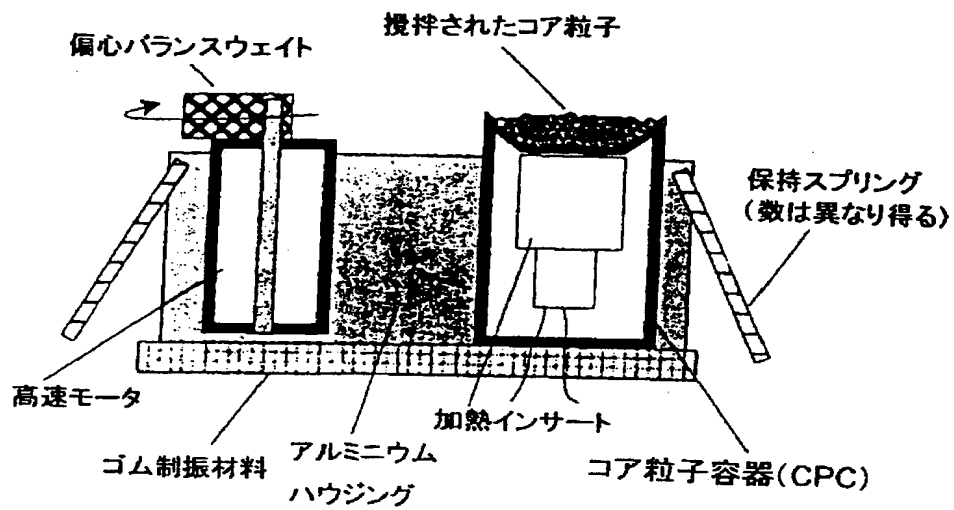 攪拌されたコア粒子
偏心バランスウェイト
保持スプリング
(数は異なり得る)
高速モータ
加熱インサート
ゴム制振材料
アルミニウム
ハウジング
コア粒子容器(CPC)